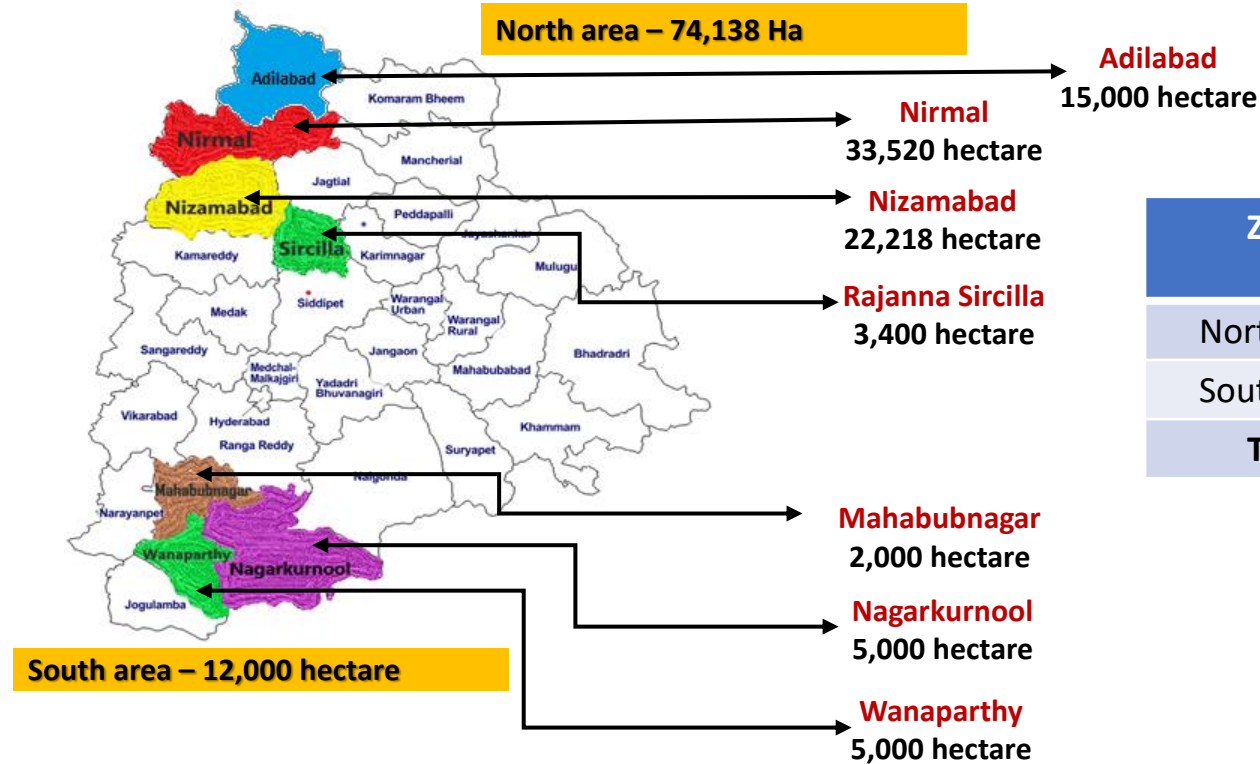 North area – 74,138 Ha
Adilabad
15,000 hectare
Nirmal
33,520 hectare
Nizamabad
22,218 hectare
Rajanna Sircilla
3,400 hectare
Mahabubnagar
2,000 hectare
Nagarkurnool
5,000 hectare
Wanaparthy
5,000 hectare
South area – 12,000 hectare
Adilabad
Komaram Bheem
Nirmal
Mancherial
Jagtial
Nizamabad
Peddapalli
Jayashankar
Kamareddy
Sircilla
Karimnagar
Mulugu
Medak
Siddipet
Warangal
Urban
Warangal
Rural
Sangareddy
Jangaon
Bhadradri
Medchal-
Malkajgiri
Yadadri
Bhuvanagiri
Mahabubabad
Vikarabad
Hyderabad
Khammam
Ranga Reddy
Suryapet
Nalgonda
Mahabubnagar
Narayanpet
Wanaparthy
Nagarkurnool
Jogulamba
Z
Nort
Sout
T